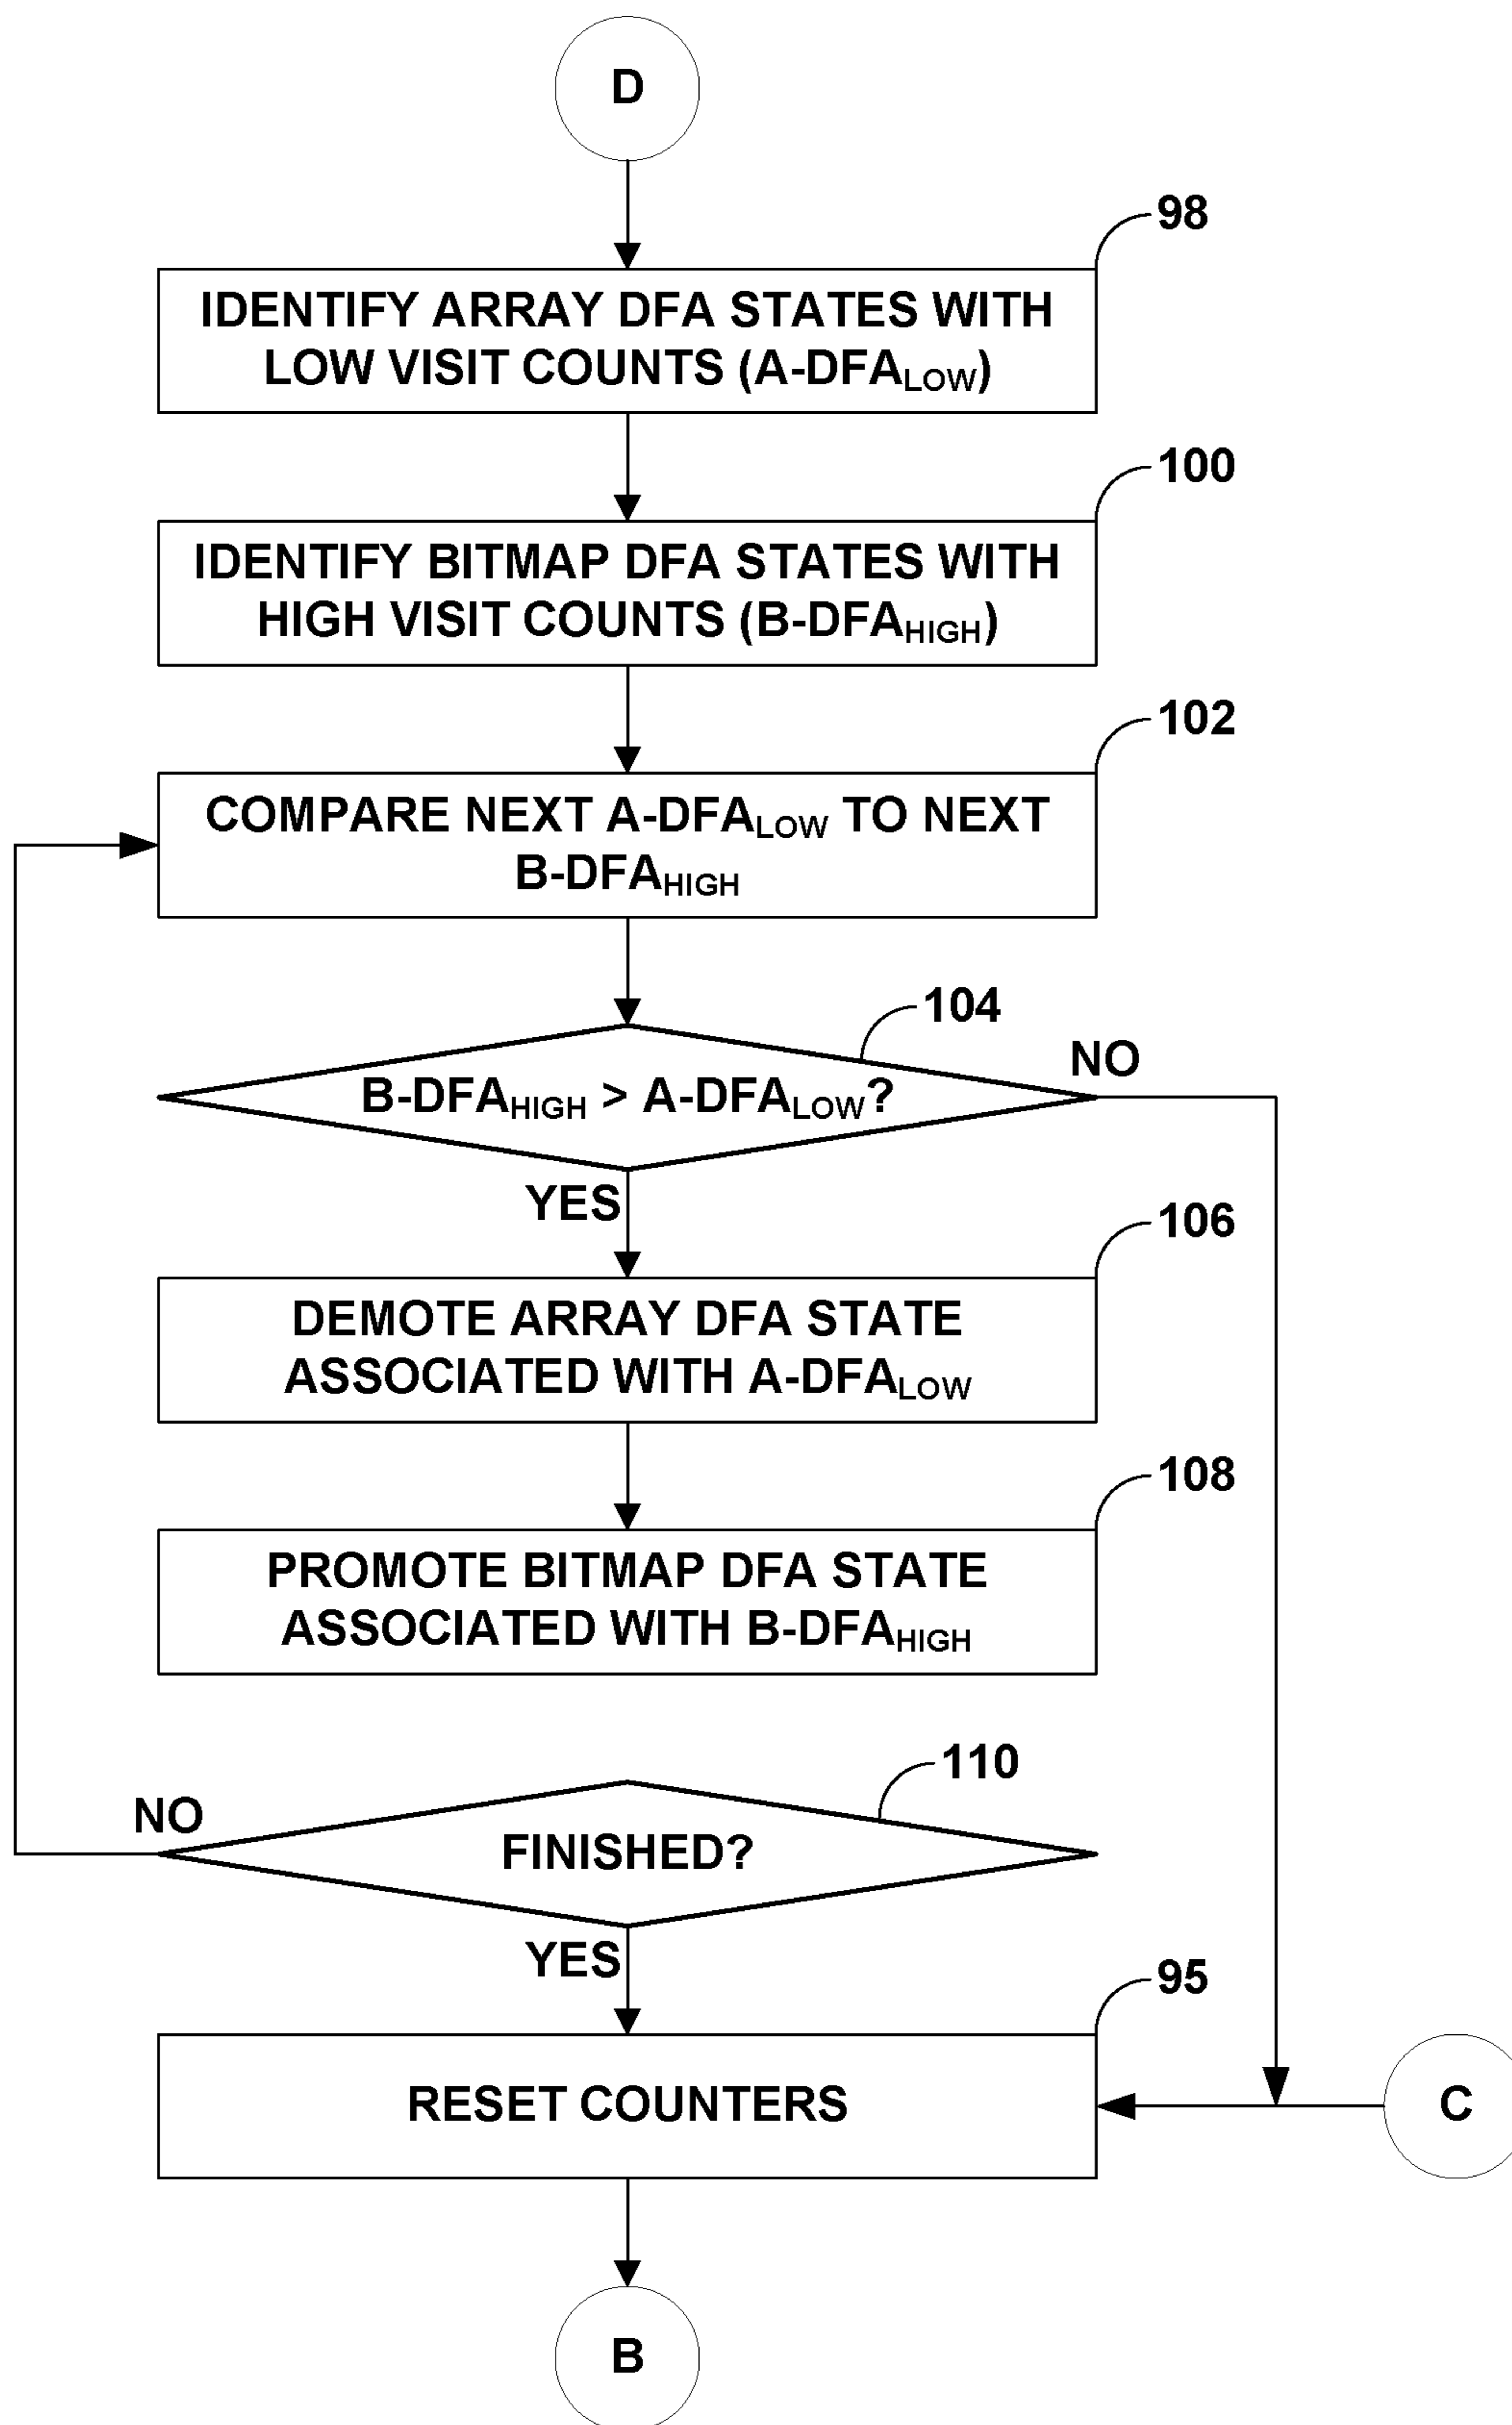 D
98
IDENTIFY ARRAY DFA STATES WITH
LOW VISIT COUNTS (A-DFALOW)
100
IDENTIFY BITMAP DFA STATES WITH
HIGH VISIT COUNTS (B-DFAHIGH)
102
COMPARE NEXT A-DFALOW TO NEXT
B-DFAHIGH
104
NO
B-DFAHIGH > A-DFALOW?
YES
106
DEMOTE ARRAY DFA STATE
ASSOCIATED WITH A-DFALOW
108
PROMOTE BITMAP DFA STATE
ASSOCIATED WITH B-DFAHIGH
110
NO
FINISHED?
YES
95
RESET COUNTERS
C
B